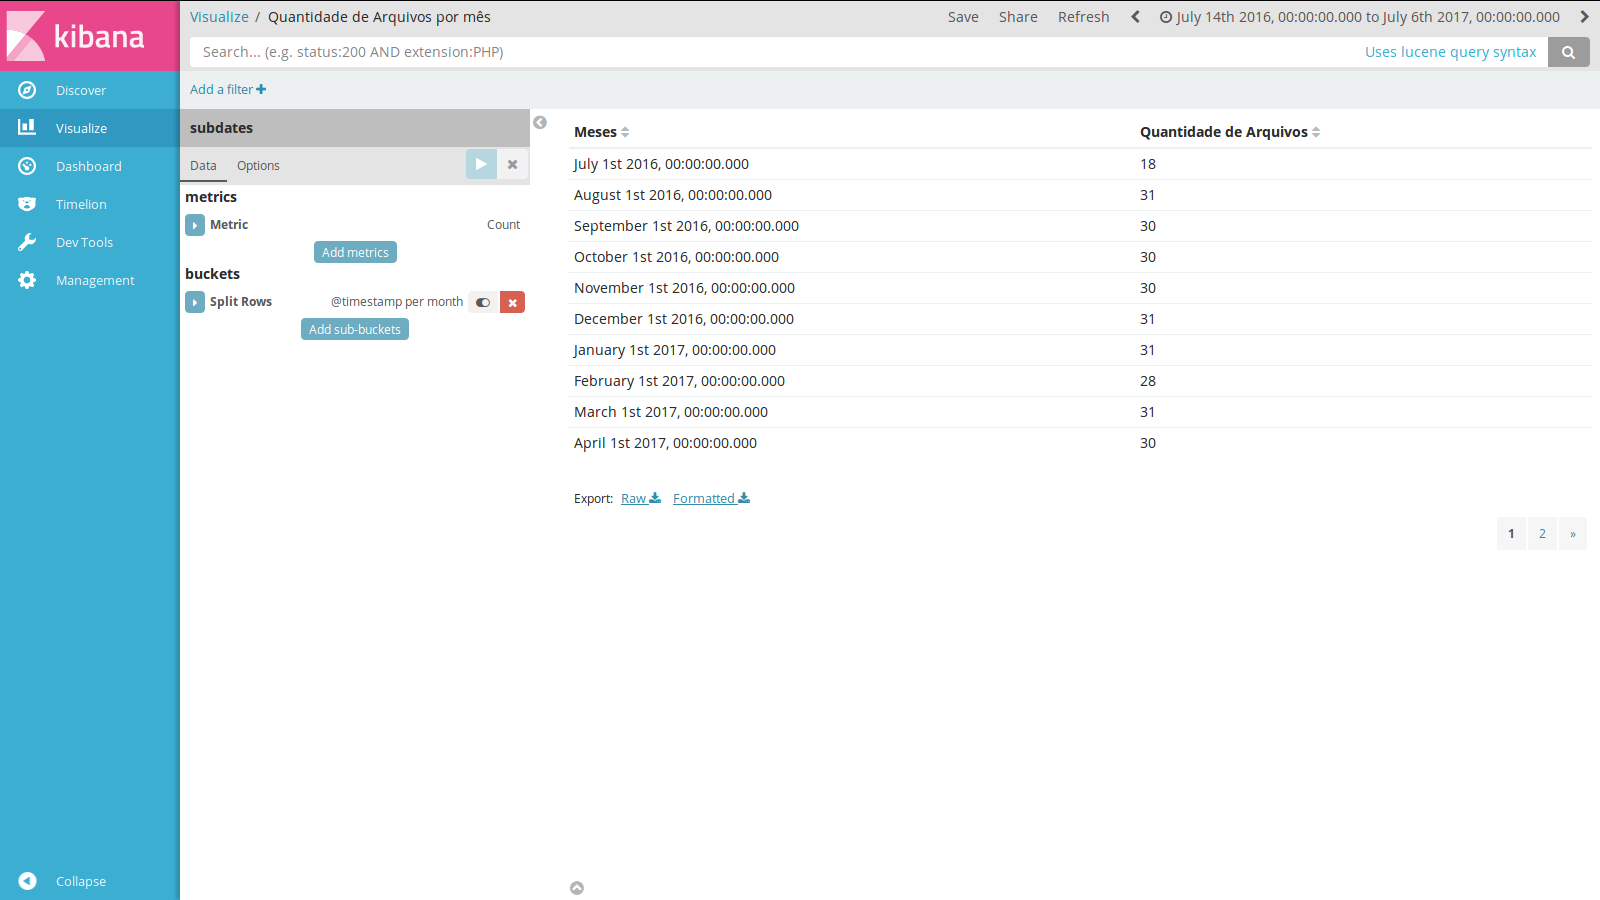 kibana
Discover
Visualize
Dashboard
Timelion
Dev Tools
Management
Collapse
Visualize / Quantidade de Arquivos por mês
Save Share Refresh July 14th 2016, 00:00:00.000 to July 6th 2017, 00:00:00.000
Search... (e.g. status:200 AND extension:PHP) Uses lucene query syntax
Add a filter
subdates
Data Options
metrics
Metric Count
Add metrics
buckets
Split Rows @timestamp per month
Add sub-buckets
Meses Quantidade de Arquivos
July 1st 2016, 00:00:00.000 18
August 1st 2016, 00:00:00.000 31
September 1st 2016, 00:00:00.000 30
October 1st 2016, 00:00:00.000 30
November 1st 2016, 00:00:00.000 30
December 1st 2016, 00:00:00.000 31
January 1st 2017, 00:00:00.000 31
February 1st 2017, 00:00:00.000 28
March 1st 2017, 00:00:00.000 31
April 1st 2017, 00:00:00.000 30
Export: Raw Formatted
1 2 »